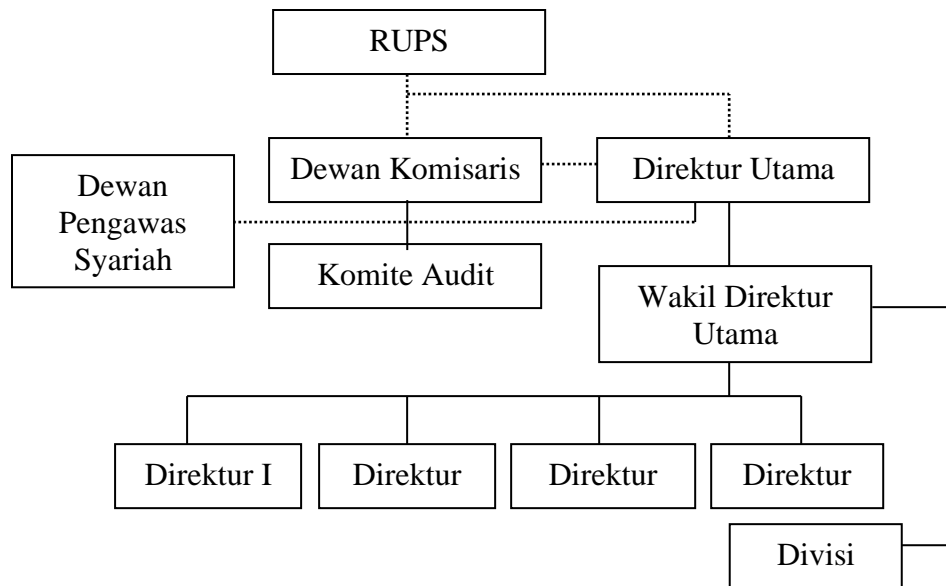 RUPS
Dewan Komisaris
Direktur Utama
Dewan
Pengawas
Syariah
Komite Audit
Wakil Direktur
Utama
Direktur I
Direktur
Direktur
Direktur
Divisi